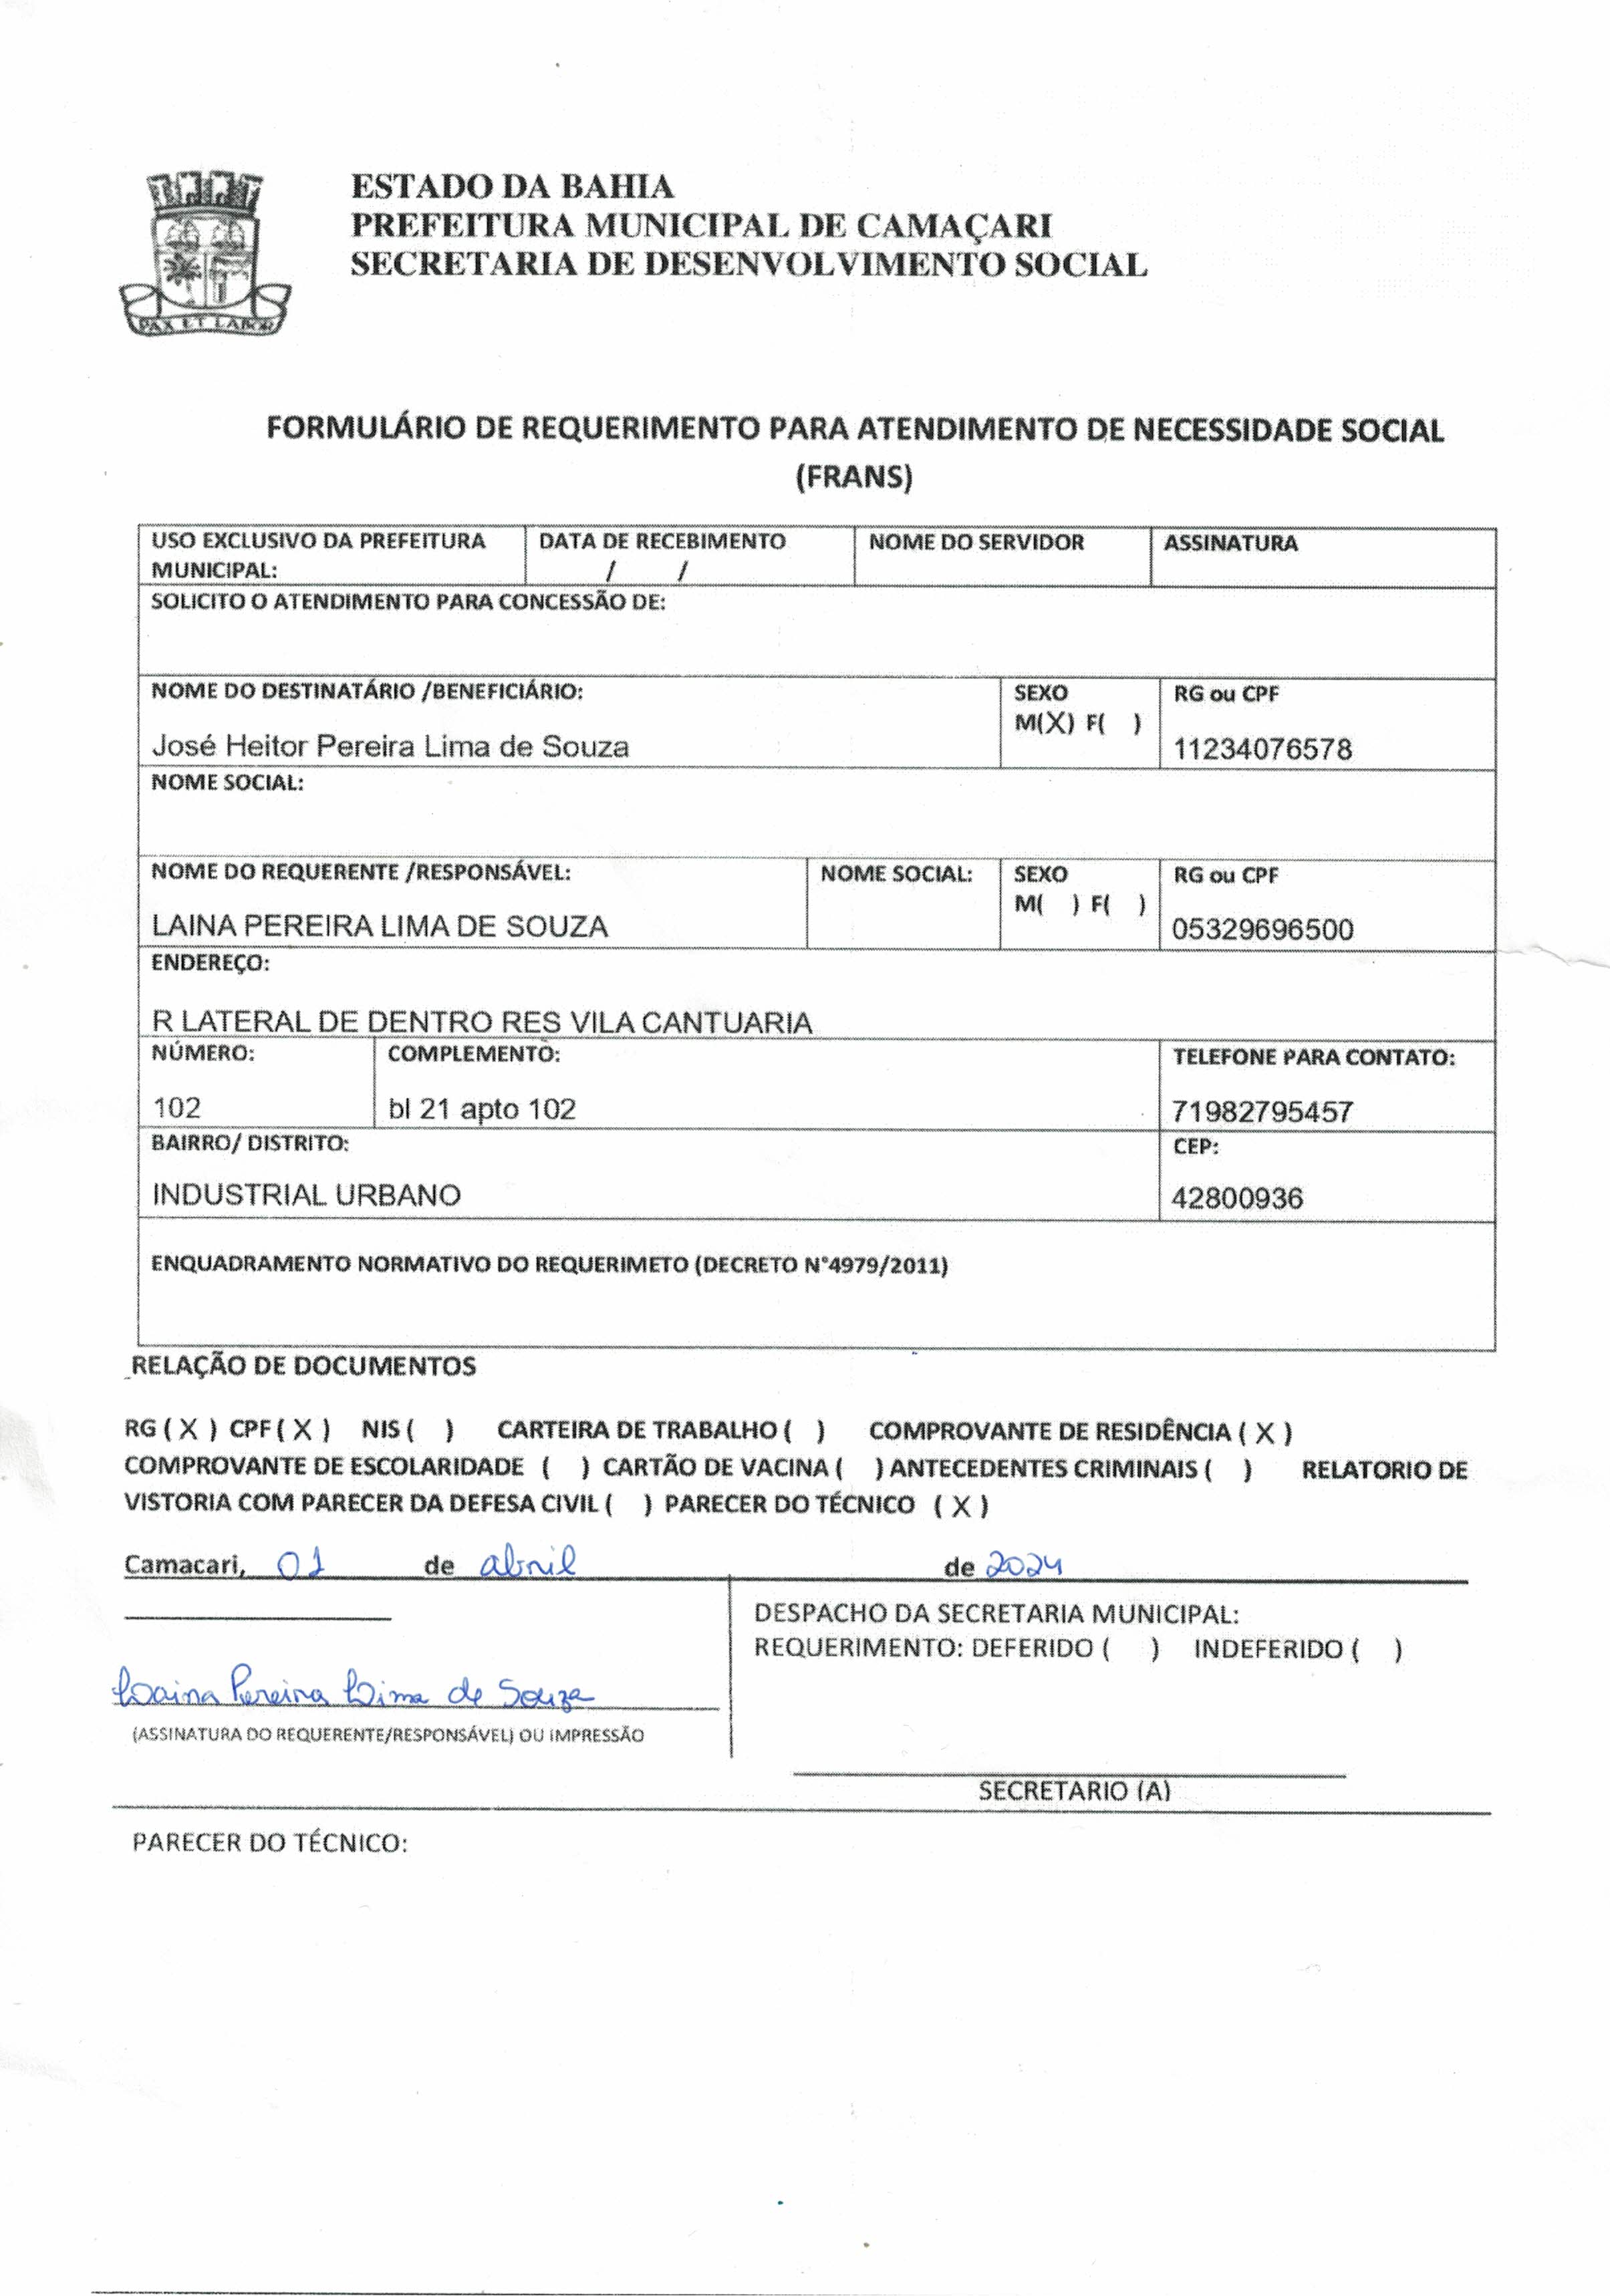 PAX ET LABOR
ESTADO DA BAHIA
PREFEITURA MUNICIPAL DE CAMAÇARI
SECRETARIA DE DESENVOLVIMENTO SOCIAL
FORMULÁRIO DE REQUERIMENTO PARA ATENDIMENTO DE NECESSIDADE SOCIAL
(FRANS)
USO EXCLUSIVO DA PREFEITURA MUNICIPAL: DATA DE RECEBIMENTO / / NOME DO SERVIDOR ASSINATURA
SOLICITO O ATENDIMENTO PARA CONCESSÃO DE:
NOME DO DESTINATÁRIO /BENEFICIÁRIO: SEXO RG ou CPF
M(X) F( )
José Heitor Pereira Lima de Souza 11234076578
NOME SOCIAL:
NOME DO REQUERENTE /RESPONSÁVEL: NOME SOCIAL: SEXO RG ou CPF
M( ) F( )
LAINA PEREIRA LIMA DE SOUZA 05329696500
ENDEREÇO:
R LATERAL DE DENTRO RES VILA CANTUARIA
NÚMERO: COMPLEMENTO: TELEFONE PARA CONTATO:
102 bl 21 apto 102 71982795457
BAIRRO/ DISTRITO: CEP:
INDUSTRIAL URBANO 42800936
ENQUADRAMENTO NORMATIVO DO REQUERIMETO (DECRETO N°4979/2011)
RELAÇÃO DE DOCUMENTOS
RG ( X ) CPF ( X ) NIS ( ) CARTEIRA DE TRABALHO ( ) COMPROVANTE DE RESIDÊNCIA ( X )
COMPROVANTE DE ESCOLARIDADE ( ) CARTÃO DE VACINA ( ) ANTECEDENTES CRIMINAIS ( ) RELATORIO DE
VISTORIA COM PARECER DA DEFESA CIVIL ( ) PARECER DO TÉCNICO ( X )
Camacari, 01 de abril de 2024
DESPACHO DA SECRETARIA MUNICIPAL:
REQUERIMENTO: DEFERIDO ( ) INDEFERIDO ( )
Laina Pereira Lima de Souza
(ASSINATURA DO REQUERENTE/RESPONSÁVEL) OU IMPRESSÃO
SECRETARIO (A)
PARECER DO TÉCNICO: